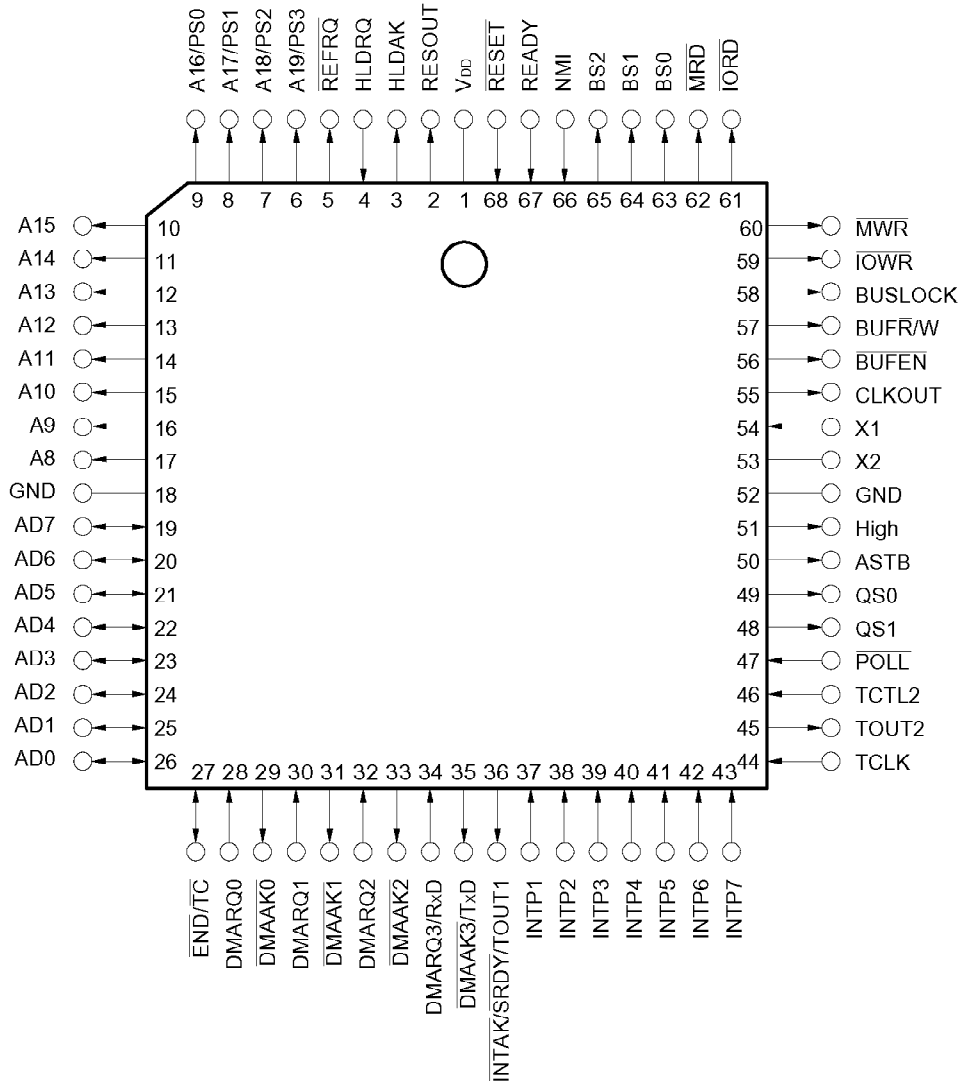 A16/PS0
A17/PS1
A18/PS2
A19/PS3
REFRQ
HLDRQ
HLDAK
RESOUT
VDD
RESET
READY
NMI
BS2
BS1
BS0
MRD
IORD
9 8 7 6 5 4 3 2 1 68 67 66 65 64 63 62 61
A15 10 60 MWR
A14 11 59 IOWR
A13 12 58 BUSLOCK
A12 13 57 BUFR/W
A11 14 56 BUFEN
A10 15 55 CLKOUT
A9 16 54 X1
A8 17 53 X2
GND 18 52 GND
AD7 19 51 High
AD6 20 50 ASTB
AD5 21 49 QS0
AD4 22 48 QS1
AD3 23 47 POLL
AD2 24 46 TCTL2
AD1 25 45 TOUT2
AD0 26 44 TCLK
27 28 29 30 31 32 33 34 35 36 37 38 39 40 41 42 43
END/TC
DMARQ0
DMAAK0
DMARQ1
DMAAK1
DMARQ2
DMAAK2
DMARQ3/RxD
DMAAK3/TxD
INTAK/SRDY/TOUT1
INTP1
INTP2
INTP3
INTP4
INTP5
INTP6
INTP7